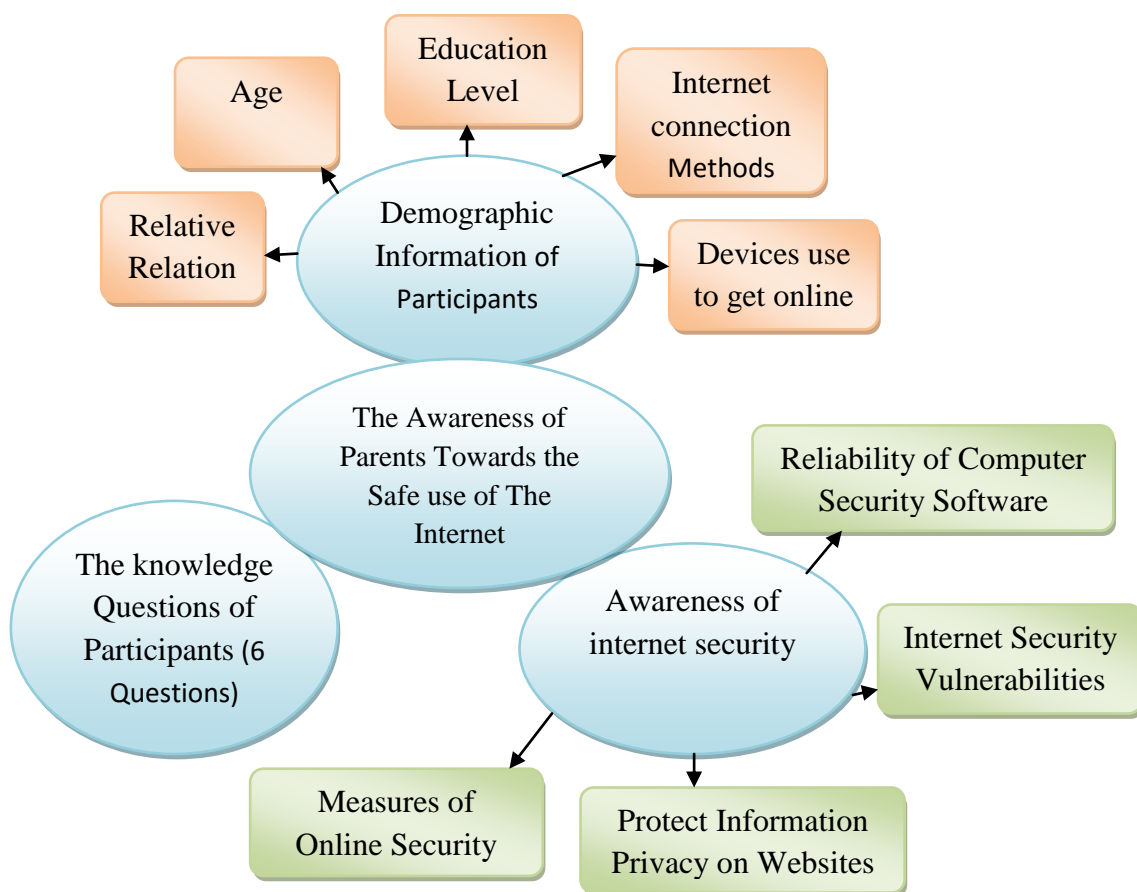 Education
Level
Age
Internet
connection
Methods
Relative
Relation
Demographic
Information of
Participants
Devices use
to get online
The Awareness of
Parents Towards the
Safe use of The
Internet
Reliability of Computer
Security Software
The knowledge
Questions of
Participants (6
Questions)
Awareness of
internet security
Internet Security
Vulnerabilities
Measures of
Online Security
Protect Information
Privacy on Websites